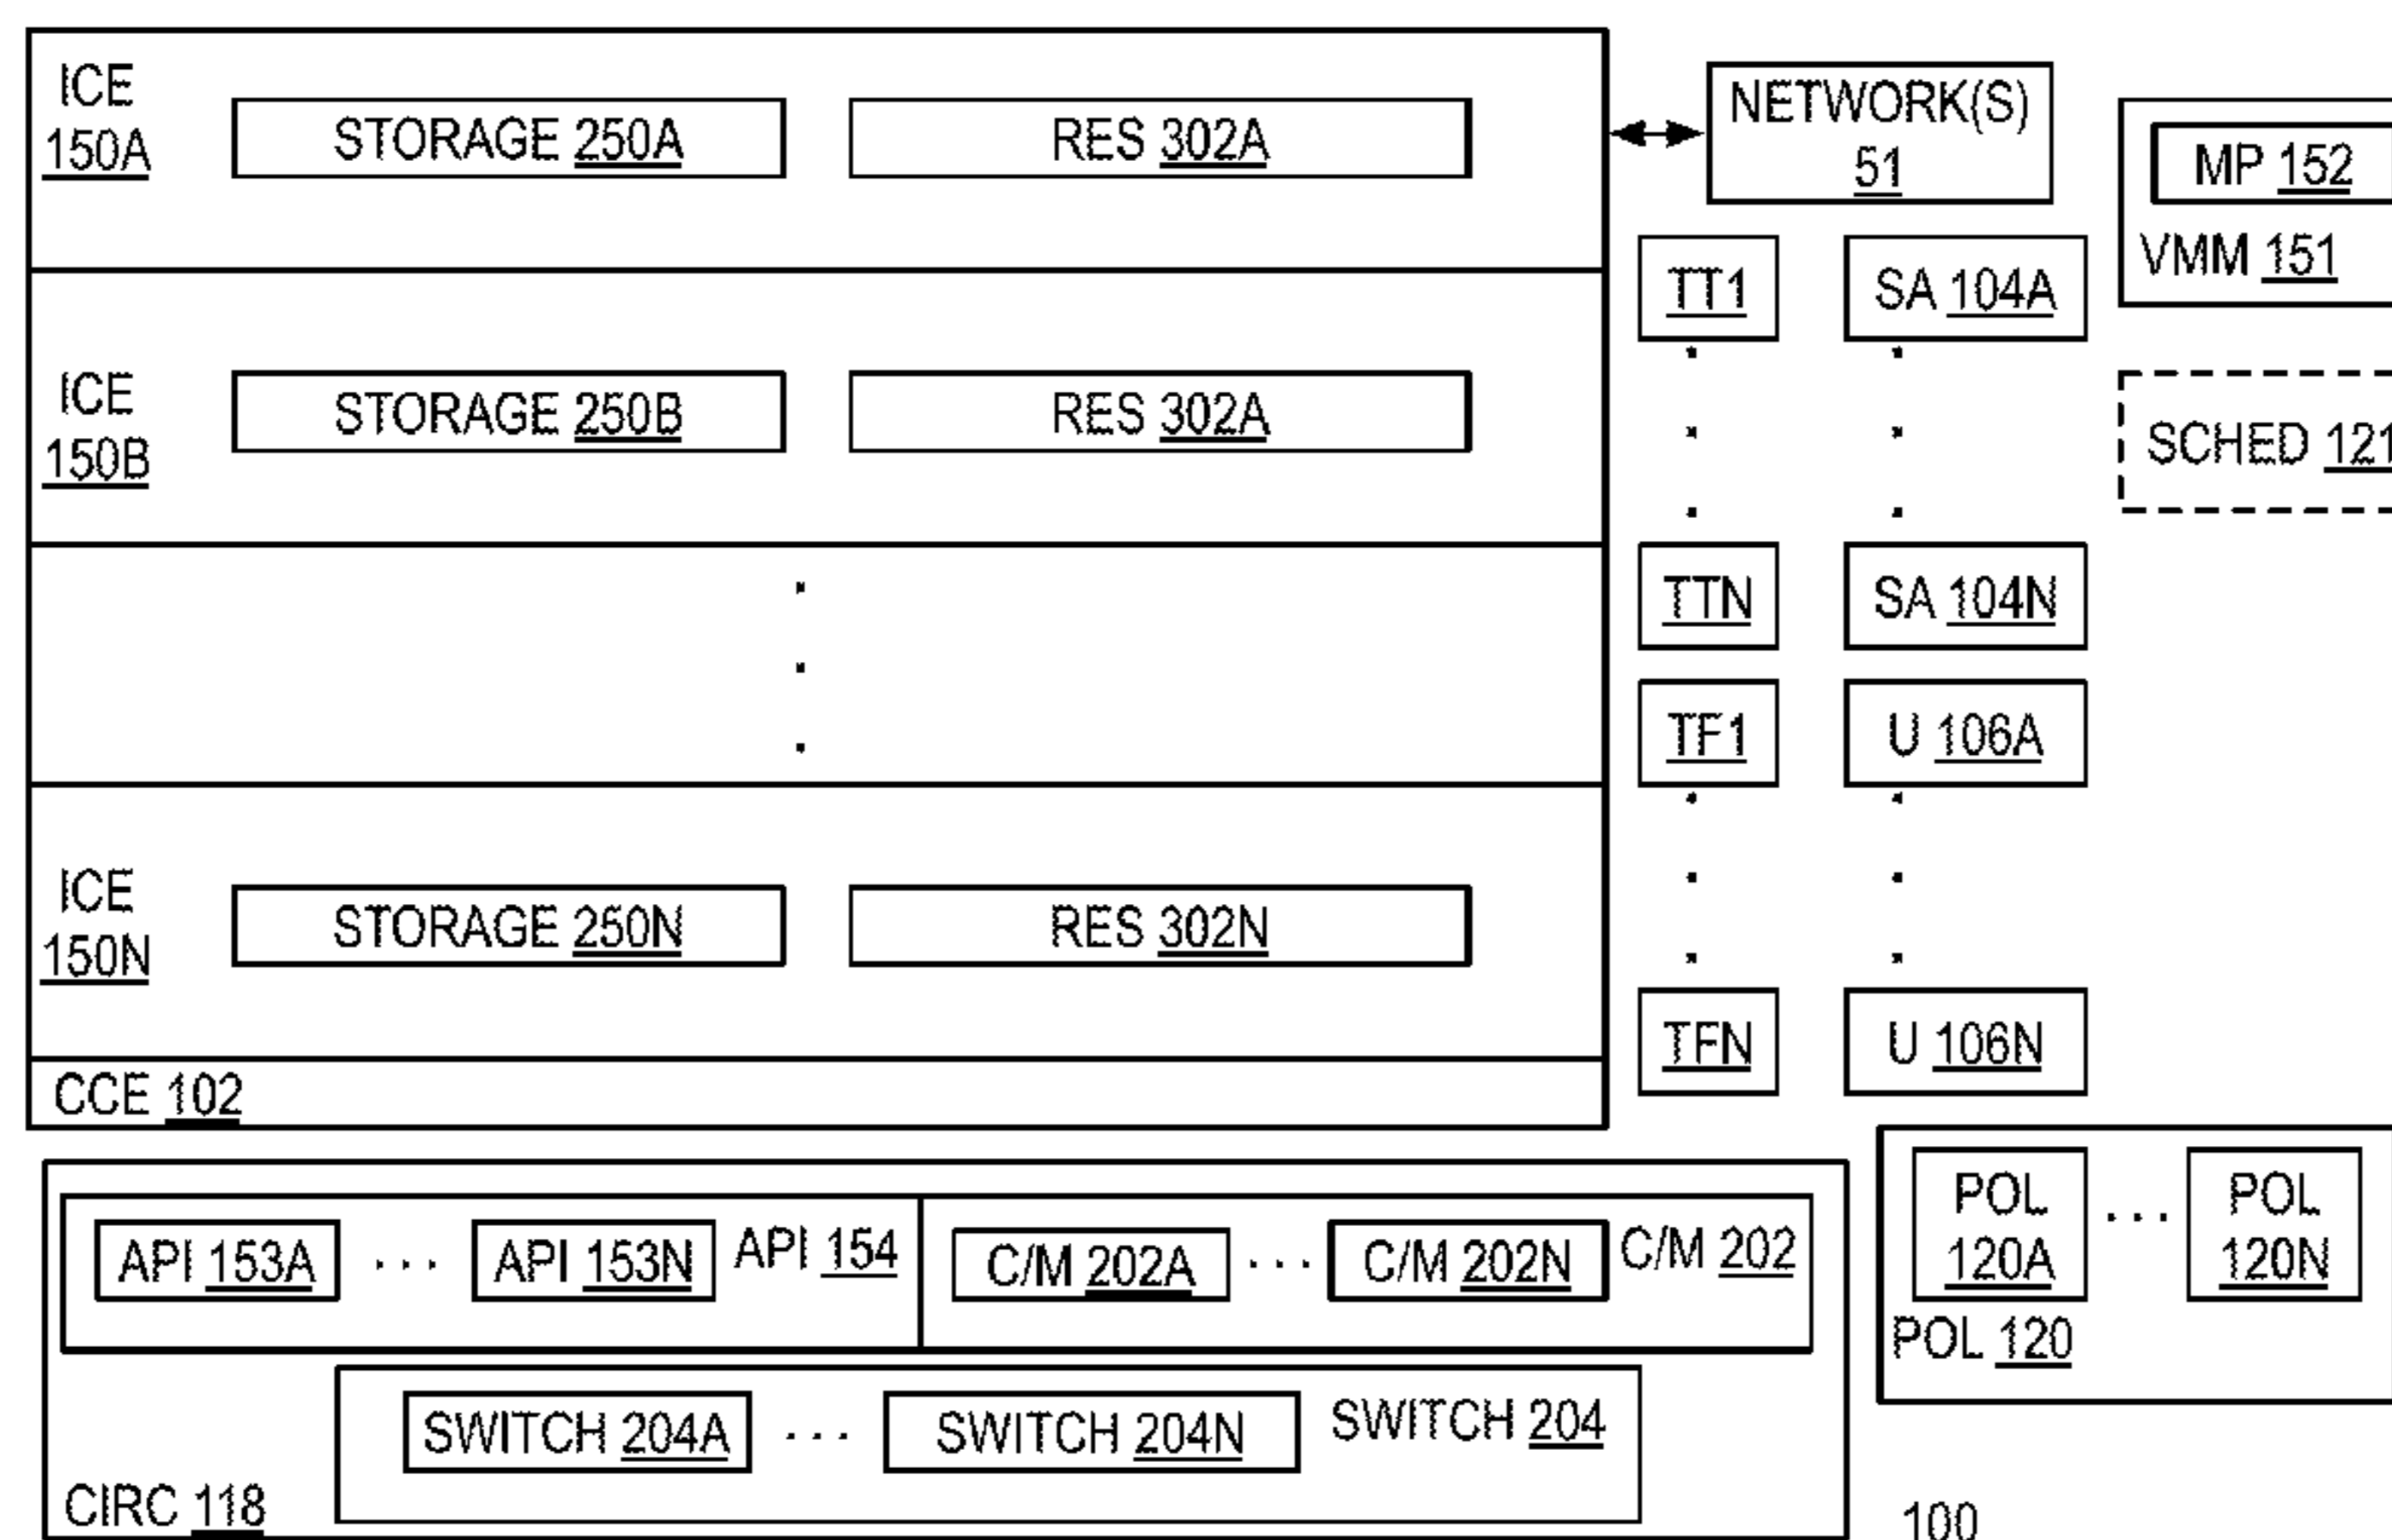 ICE
150A
STORAGE 250A
RES 302A
NETWORK(S)
51
MP 152
VMM 151
TT1
SA 104A
ICE
150B
STORAGE 250B
RES 302A
SCHED 121
TTN
SA 104N
TF1
U 106A
ICE
150N
STORAGE 250N
RES 302N
TFN
U 106N
CCE 102
API 153A
. . .
API 153N
API 154
C/M 202A
. . .
C/M 202N
C/M 202
POL
120A
. . .
POL
120N
POL 120
SWITCH 204A
. . .
SWITCH 204N
SWITCH 204
CIRC 118
100